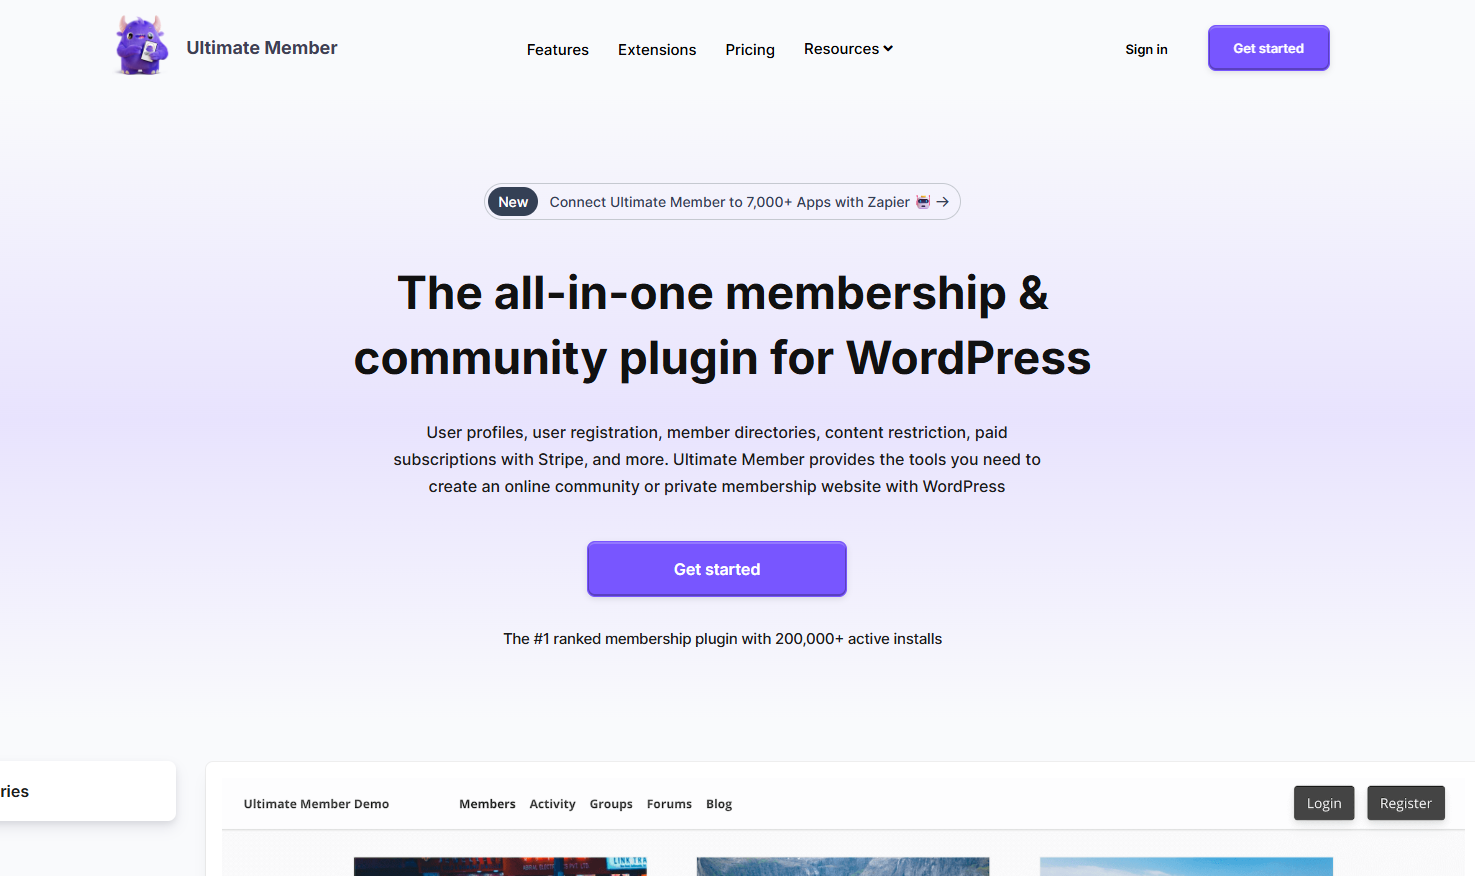 Ultimate Member
Features
Extensions
Pricing
Resources
Sign in
Get started
New
Connect Ultimate Member to 7,000+ Apps with Zapier
The all-in-one membership &
community plugin for WordPress
User profiles, user registration, member directories, content restriction, paid
subscriptions with Stripe, and more. Ultimate Member provides the tools you need to
create an online community or private membership website with WordPress
Get started
The #1 ranked membership plugin with 200,000+ active installs
ries
Ultimate Member Demo
Members
Activity
Groups
Forums
Blog
Login
Register